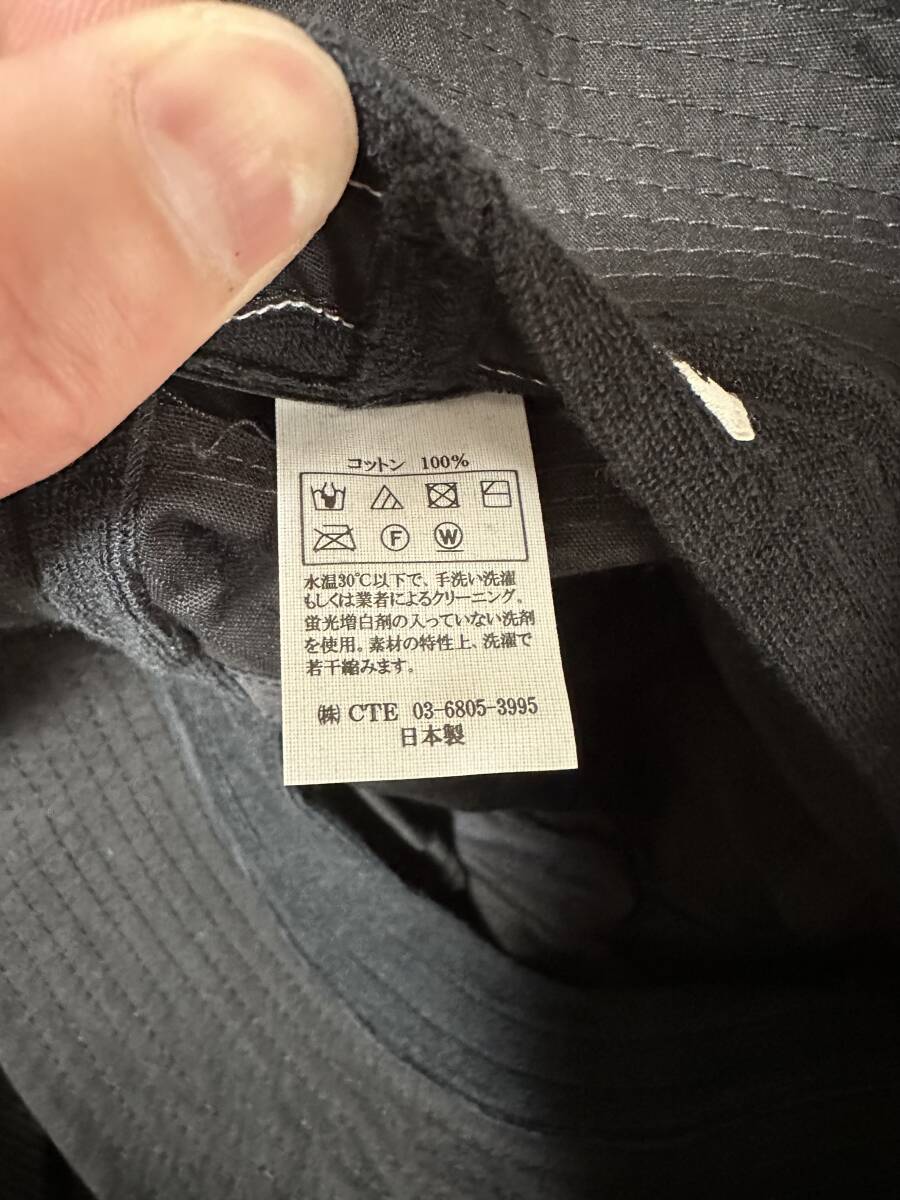 コットン 100%
F W
水温30℃以下で、手洗い洗濯
もしくは業者によるクリーニング。
蛍光増白剤の入っていない洗剤
を使用。素材の特性上、洗濯で
若干縮みます。
㈱ CTE 03-6805-3995
日本製